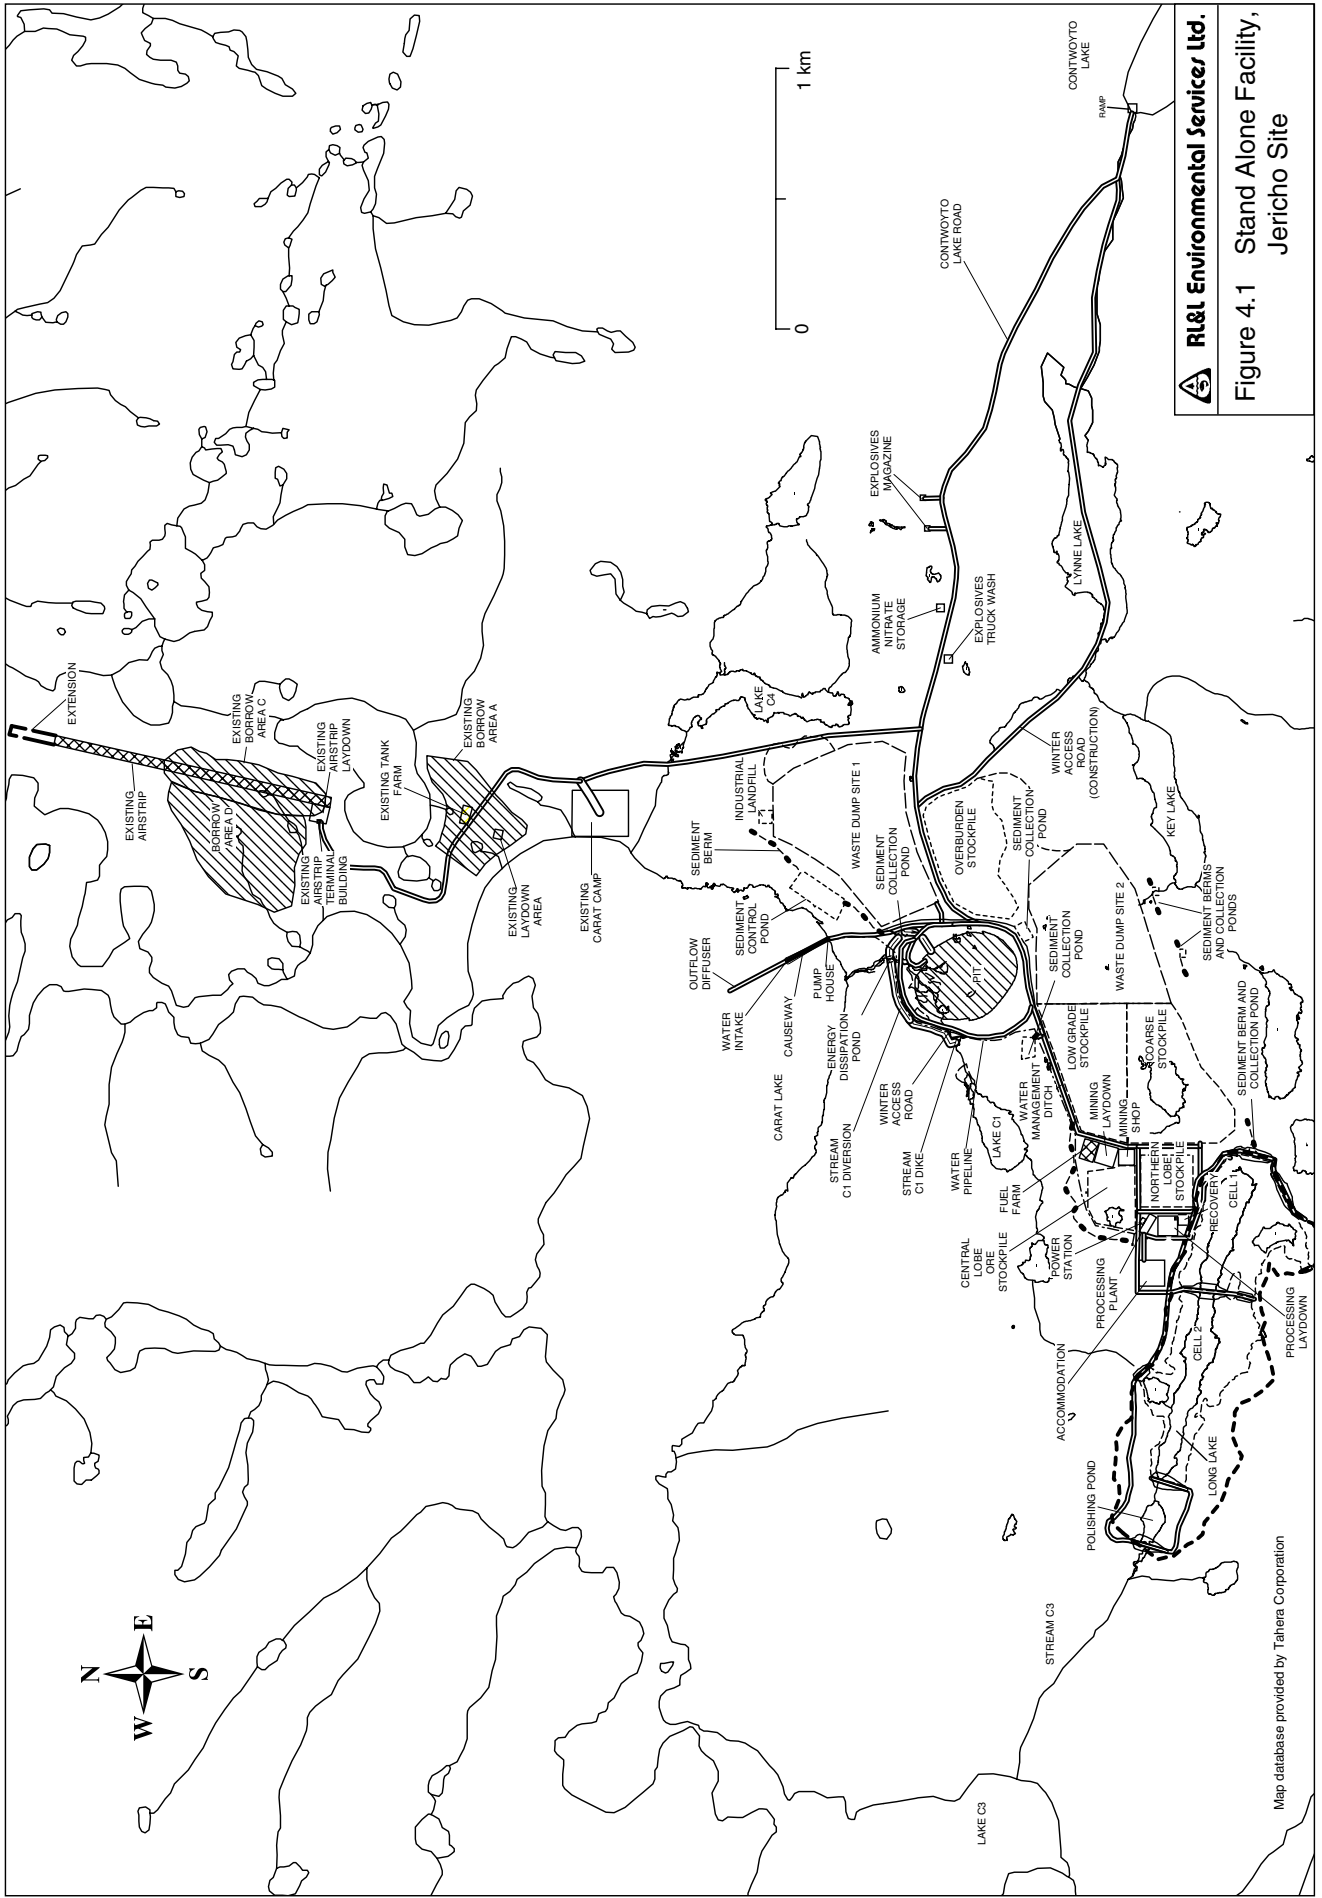 EXTENSION
EXISTING
AIRSTRIP
EXISTING
BORROW
AREA C
BORROW
AREA D
EXISTING
AIRSTRIP
LAYDOWN
EXISTING
AIRSTRIP
TERMINAL
BUILDING
EXISTING TANK
FARM
EXISTING
BORROW
AREA A
EXISTING
LAYDOWN
AREA
EXISTING
CARAT CAMP
N
W
E
S
0
1 km
CONTWOYTO
LAKE
RAMP
CONTWOYTO
LAKE ROAD
EXPLOSIVES
MAGAZINE
AMMONIUM
NITRATE
STORAGE
EXPLOSIVES
TRUCK WASH
LYNNE LAKE
LAKE
C4
INDUSTRIAL
LANDFILL
SEDIMENT
BERM
WASTE DUMP SITE 1
SEDIMENT
CONTROL
POND
SEDIMENT
COLLECTION
POND
OUTFLOW
DIFFUSER
WATER
INTAKE
CAUSEWAY
PUMP
HOUSE
ENERGY
DISSIPATION
POND
CARAT LAKE
STREAM
C1 DIVERSION
WINTER
ACCESS
ROAD
STREAM
C1 DIKE
WATER
PIPELINE
LAKE C1
PIT
OVERBURDEN
STOCKPILE
SEDIMENT
COLLECTION
POND
WINTER
ACCESS
ROAD
(CONSTRUCTION)
KEY LAKE
SEDIMENT
COLLECTION
POND
WASTE DUMP SITE 2
SEDIMENT BERMS
AND COLLECTION
PONDS
SEDIMENT BERM AND
COLLECTION POND
LOW GRADE
STOCKPILE
COARSE
STOCKPILE
WATER
MANAGEMENT
DITCH
MINING
LAYDOWN
MINING
SHOP
FUEL
FARM
CENTRAL
LOBE
ORE
STOCKPILE
NORTHERN
LOBE
STOCKPILE
POWER
STATION
PROCESSING
PLANT
RECOVERY
CELL 1
CELL 2
PROCESSING
LAYDOWN
ACCOMMODATION
LONG LAKE
POLISHING POND
STREAM C3
LAKE C3
Map database provided by Tahera Corporation
RL&L Environmental Services Ltd.
Figure 4.1 Stand Alone Facility,
Jericho Site